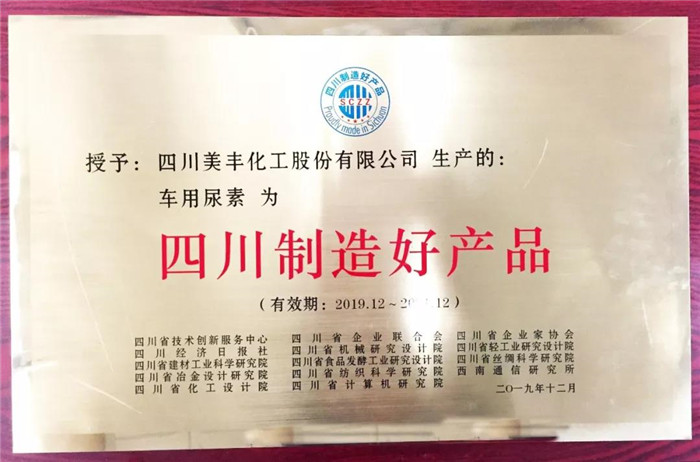 四川制造好产品
SCZZ
Proudly made in Sichuan
授予：四川美丰化工股份有限公司 生产的：
车用尿素 为
四川制造好产品
（有效期：2019.12～2 .12）
四川省技术创新服务中心 四川省企业联合会 四川省企业家协会
四川经济日报社 四川省机械研究设计院 四川省轻工业研究设计院
四川省建材工业科学研究院 四川省食品发酵工业研究设计院 四川省丝绸科学研究院
四川省冶金设计研究院 四川省纺织科学研究院 西南通信研究所
四川省化工设计院 四川省计算机研究院 二〇一九年十二月